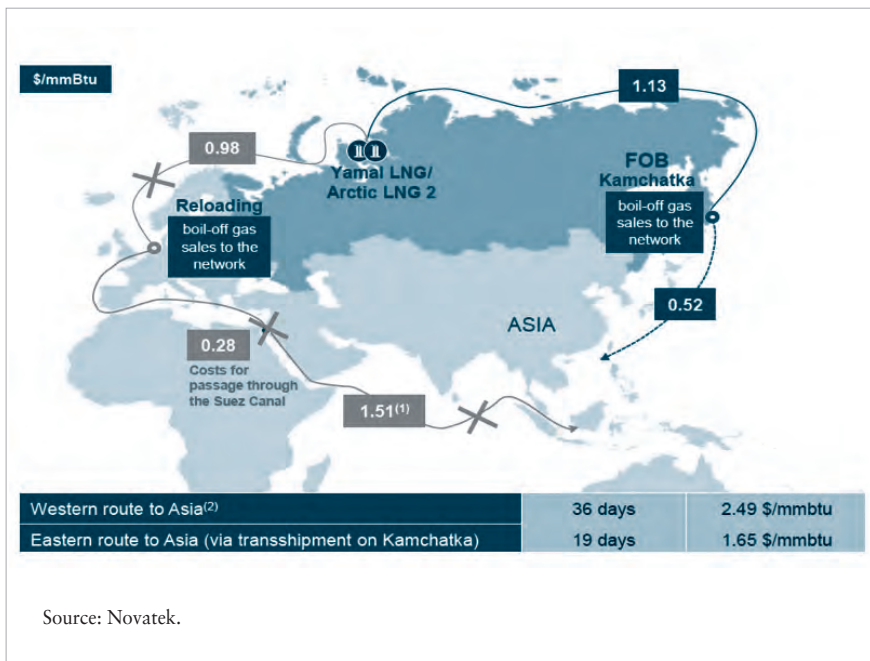 $/mmBtu
1.13
0.98
Yamal LNG/
Arctic LNG 2
FOB
Kamchatka
Reloading
boil-off gas
sales to the
network
boil-off gas
sales to the
network
0.52
ASIA
0.28
Costs for
passage through
the Suez Canal
1.51(1)
Western route to Asia(2) 36 days 2.49 $/mmbtu
Eastern route to Asia (via transshipment on Kamchatka) 19 days 1.65 $/mmbtu
Source: Novatek.